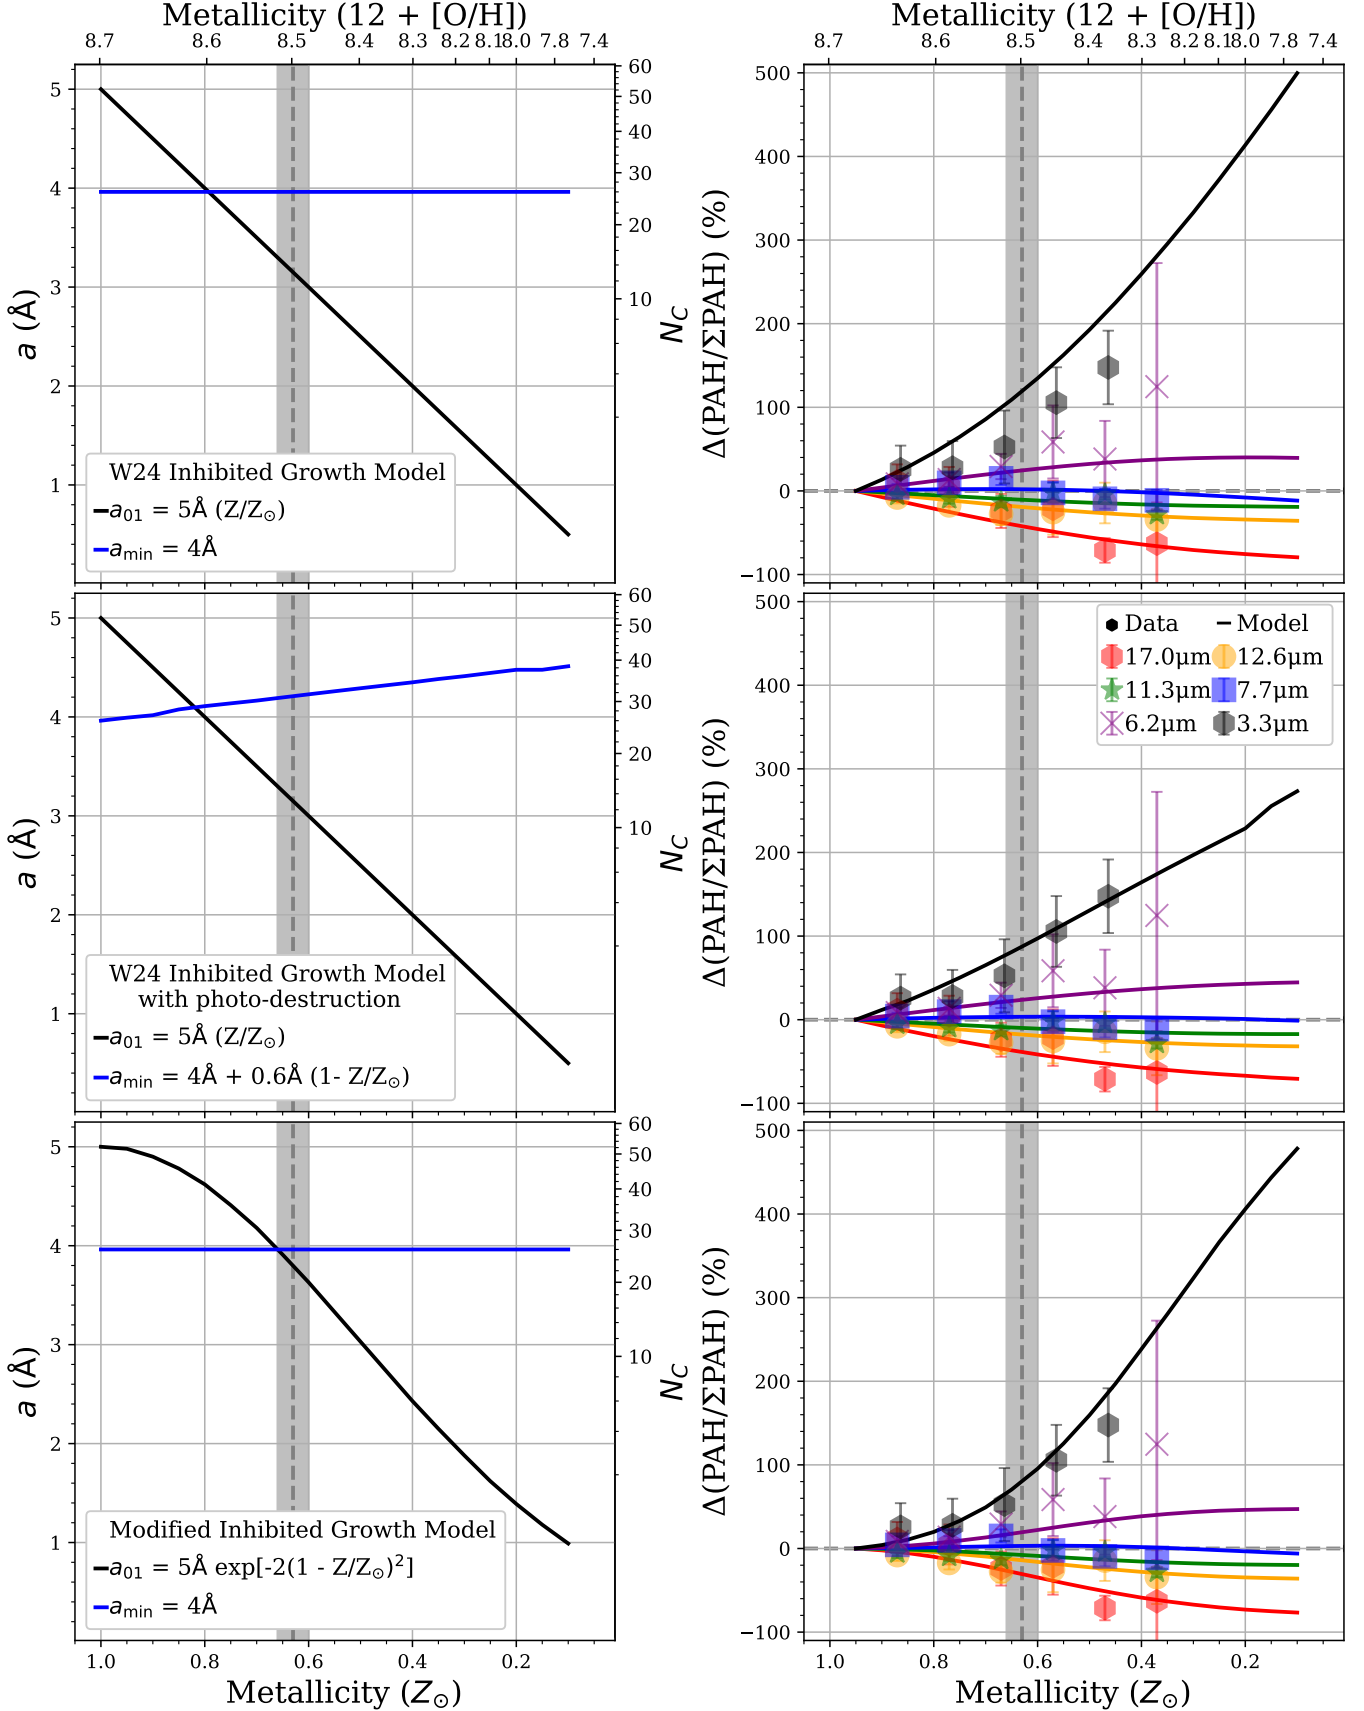 Metallicity (12 + [O/H])
8.7 8.6 8.5 8.4 8.3 8.2 8.1 8.0 7.8 7.4
Metallicity (12 + [O/H])
8.7 8.6 8.5 8.4 8.3 8.2 8.1 8.0 7.8 7.4
a (Å)
5
4
3
2
1
W24 Inhibited Growth Model
a₀₁ = 5Å (Z/Z⊙)
a_min = 4Å
60
50
40
30
20
10
N_C
Δ(PAH/ΣPAH) (%)
500
400
300
200
100
0
−100
a (Å)
5
4
3
2
1
W24 Inhibited Growth Model
with photo-destruction
a₀₁ = 5Å (Z/Z⊙)
a_min = 4Å + 0.6Å (1- Z/Z⊙)
60
50
40
30
20
10
N_C
Δ(PAH/ΣPAH) (%)
500
400
300
200
100
0
−100
Data Model
17.0μm 12.6μm
11.3μm 7.7μm
6.2μm 3.3μm
a (Å)
5
4
3
2
1
Modified Inhibited Growth Model
a₀₁ = 5Å exp[-2(1 - Z/Z⊙)²]
a_min = 4Å
60
50
40
30
20
10
N_C
Δ(PAH/ΣPAH) (%)
500
400
300
200
100
0
−100
1.0 0.8 0.6 0.4 0.2
Metallicity (Z⊙)
1.0 0.8 0.6 0.4 0.2
Metallicity (Z⊙)